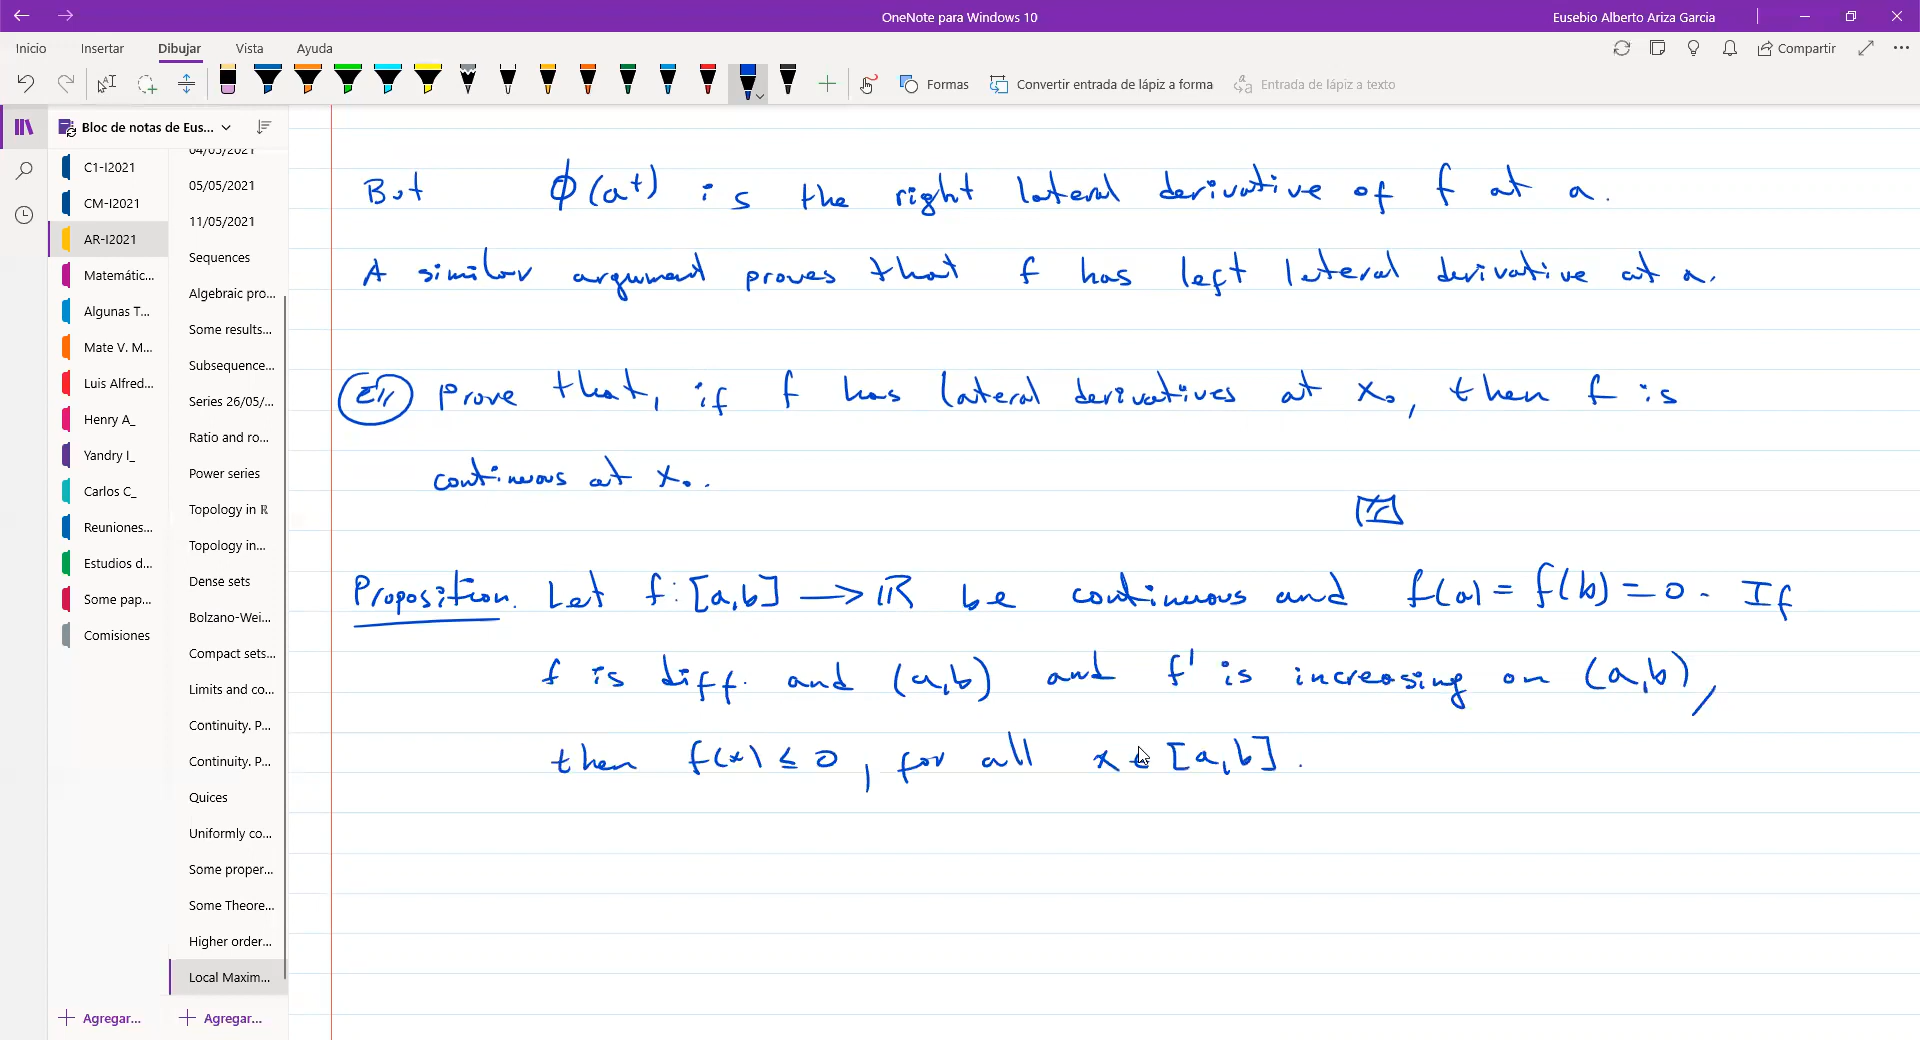 OneNote para Windows 10
Eusebio Alberto Ariza Garcia
Inicio Insertar Dibujar Vista Ayuda
Compartir
Formas
Convertir entrada de lápiz a forma
Entrada de lápiz a texto
Bloc de notas de Eus...
C1-I2021
CM-I2021
AR-I2021
Matemátic...
Algunas T...
Mate V. M...
Luis Alfred...
Henry A_
Yandry I_
Carlos C_
Reuniones...
Estudios d...
Some pap...
Comisiones
Agregar...
04/05/2021
05/05/2021
11/05/2021
Sequences
Algebraic pro...
Some results...
Subsequence...
Series 26/05/...
Ratio and ro...
Power series
Topology in ℝ
Topology in...
Dense sets
Bolzano-Wei...
Compact sets...
Limits and co...
Continuity. P...
Continuity. P...
Quices
Uniformly co...
Some proper...
Some Theore...
Higher order...
Local Maxim...
Agregar...
But ϕ(a⁺) is the right lateral derivative of f at a.
A similar argument proves that f has left lateral derivative at a.
prove that, if f has lateral derivatives at x₀, then f is
continuous at x₀.
Proposition. Let f: [a,b] → ℝ be continuous and f(a) = f(b) = 0. If
f is diff. and (a,b) and f' is increasing on (a,b),
then f(x) ≤ 0, for all x ∈ [a,b].